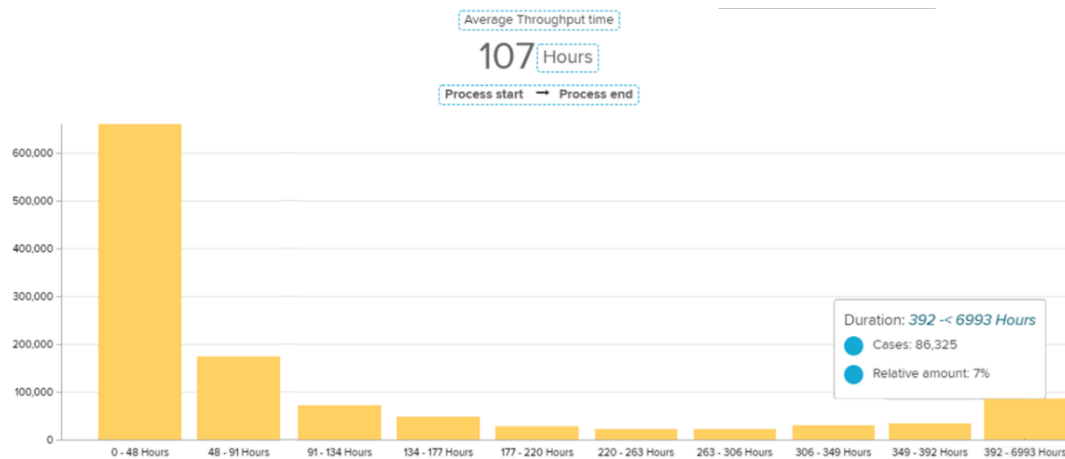 Average Throughput time
107 Hours
Process start → Process end
600,000
500,000
400,000
300,000
200,000
100,000
0
Duration: 392 -< 6993 Hours
Cases: 86,325
Relative amount: 7%
0 - 48 Hours
48 - 91 Hours
91 - 134 Hours
134 - 177 Hours
177 - 220 Hours
220 - 263 Hours
263 - 306 Hours
306 - 349 Hours
349 - 392 Hours
392 - 6993 Hours